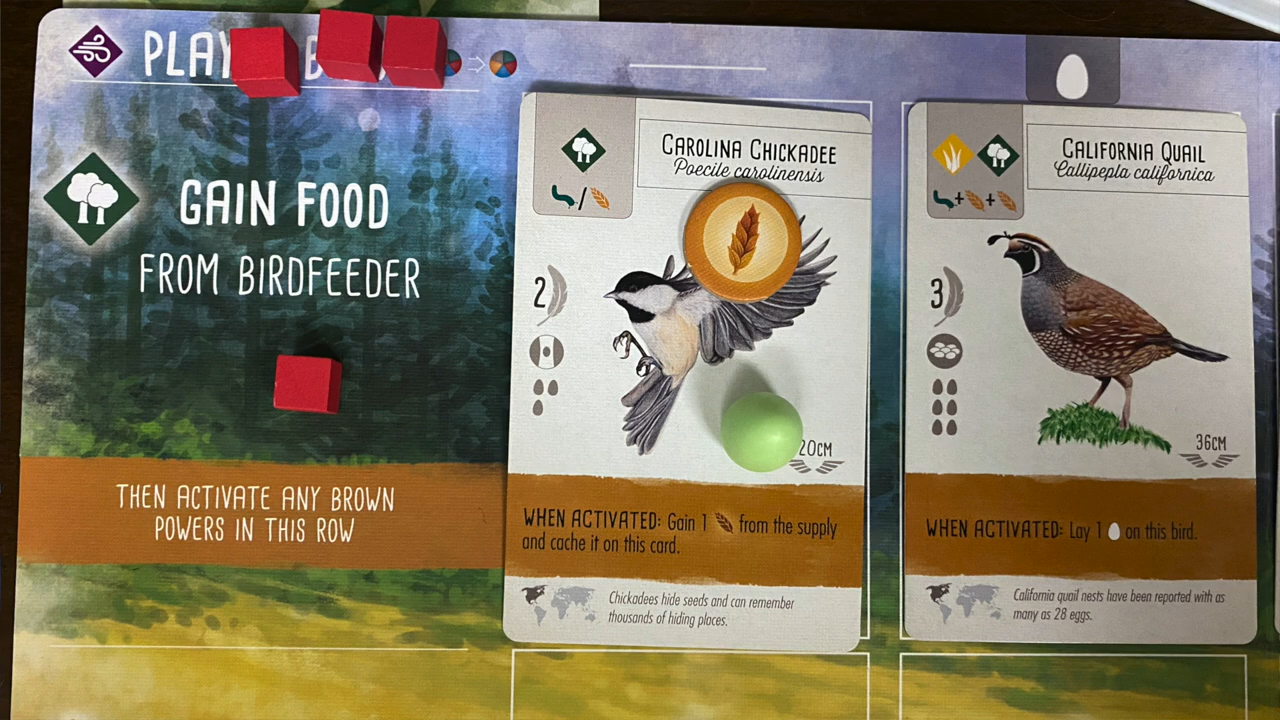 PLAY
GAIN FOOD
FROM BIRDFEEDER
THEN ACTIVATE ANY BROWN
POWERS IN THIS ROW
CAROLINA CHICKADEE
Poecile carolinensis
/
2
20CM
WHEN ACTIVATED: Gain 1 from the supply
and cache it on this card.
Chickadees hide seeds and can remember
thousands of hiding places.
CALIFORNIA QUAIL
Callipepla californica
+ +
3
36CM
WHEN ACTIVATED: Lay 1 on this bird.
California quail nests have been reported with as
many as 28 eggs.